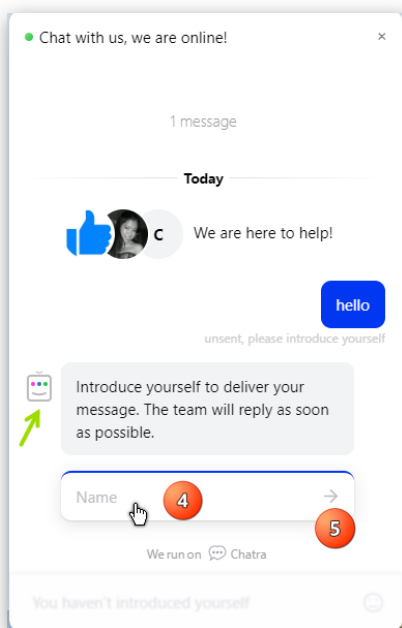 Chat with us, we are online!
1 message
Today
C
We are here to help!
hello
unsent, please introduce yourself
Introduce yourself to deliver your
message. The team will reply as soon
as possible.
Name
4
5
We run on Chatra
You haven't introduced yourself